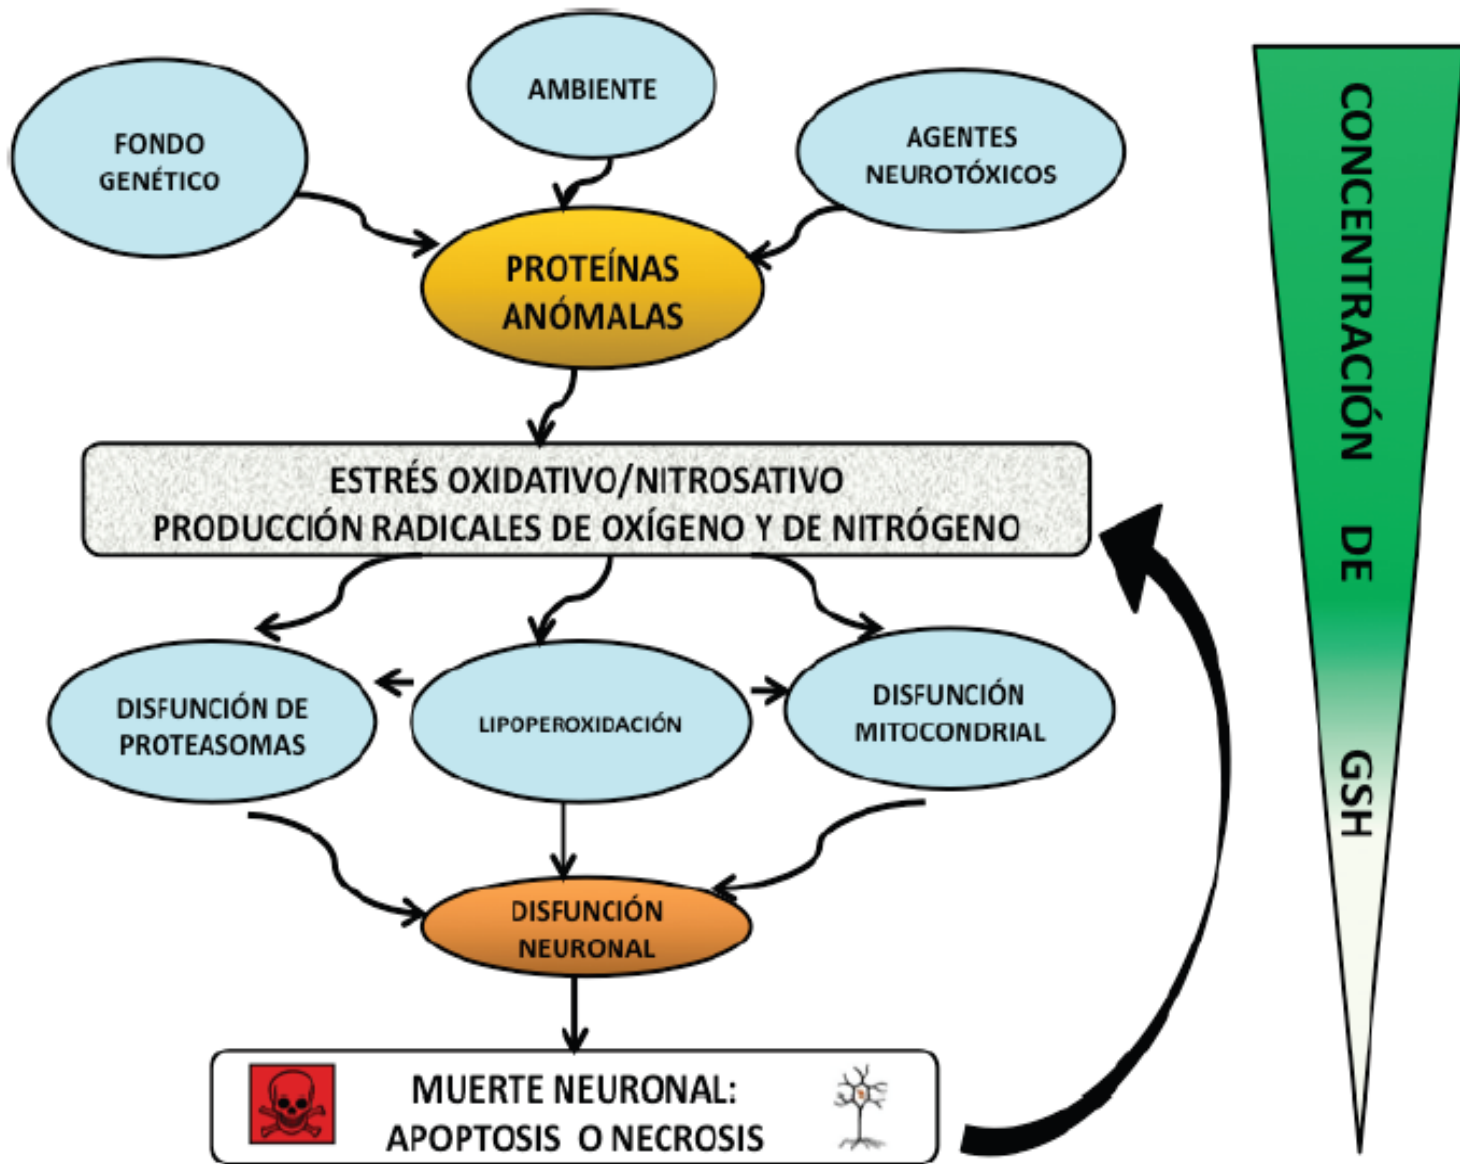 AMBIENTE
FONDO
GENÉTICO
AGENTES
NEUROTÓXICOS
PROTEÍNAS
ANÓMALAS
ESTRÉS OXIDATIVO/NITROSATIVO
PRODUCCIÓN RADICALES DE OXÍGENO Y DE NITRÓGENO
DISFUNCIÓN DE
PROTEASOMAS
LIPOPEROXIDACIÓN
DISFUNCIÓN
MITOCONDRIAL
DISFUNCIÓN
NEURONAL
MUERTE NEURONAL:
APOPTOSIS O NECROSIS
CONCENTRACIÓN DE GSH